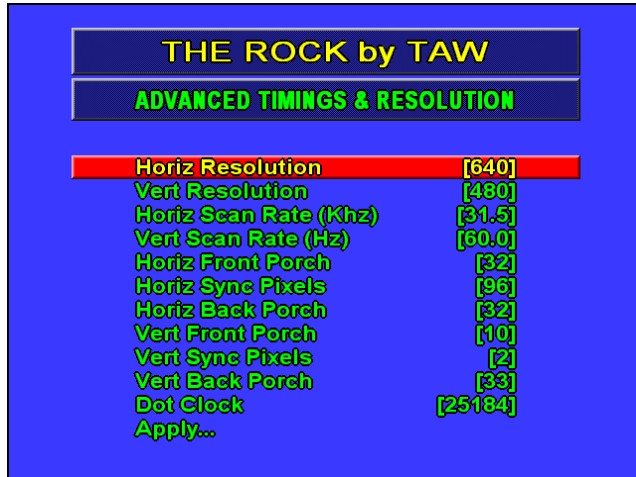 THE ROCK by TAW
ADVANCED TIMINGS & RESOLUTION
Horiz Resolution [640]
Vert Resolution [480]
Horiz Scan Rate (Khz) [31.5]
Vert Scan Rate (Hz) [60.0]
Horiz Front Porch [32]
Horiz Sync Pixels [96]
Horiz Back Porch [32]
Vert Front Porch [10]
Vert Sync Pixels [2]
Vert Back Porch [33]
Dot Clock [25184]
Apply...